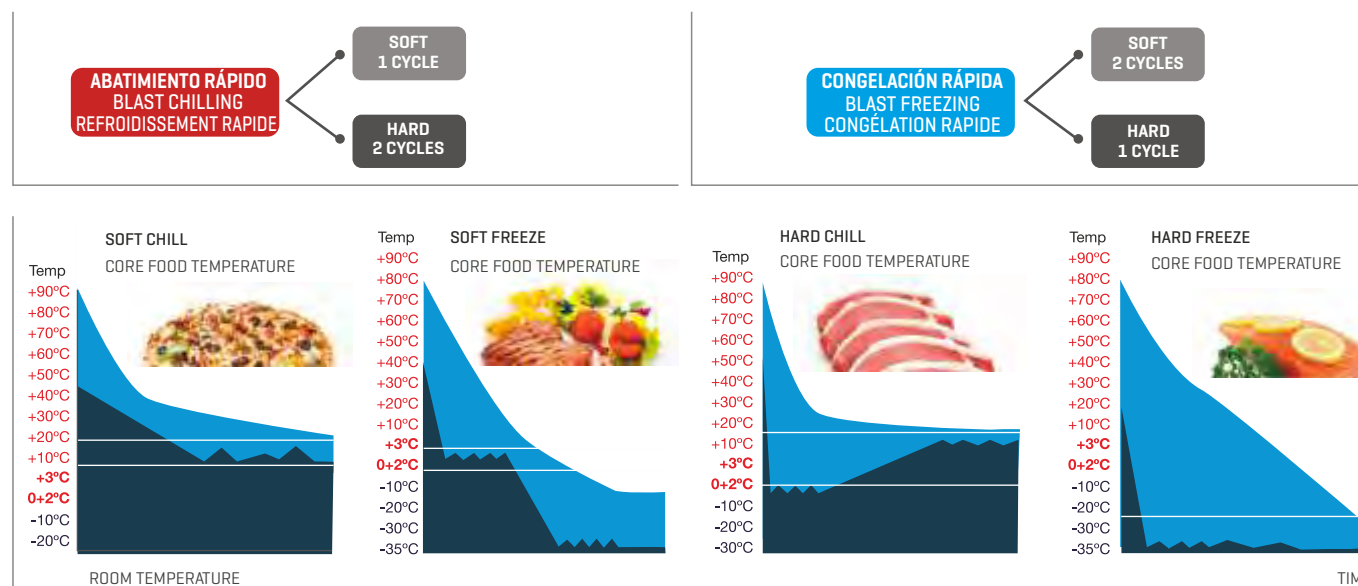 ABATIMIENTO RÁPIDO
BLAST CHILLING
REFROIDISSEMENT RAPIDE
SOFT
1 CYCLE
HARD
2 CYCLES
CONGELACIÓN RÁPIDA
BLAST FREEZING
CONGÉLATION RAPIDE
SOFT
2 CYCLES
HARD
1 CYCLE
SOFT CHILL
CORE FOOD TEMPERATURE
Temp
+90ºC
+80ºC
+70ºC
+60ºC
+50ºC
+40ºC
+30ºC
+20ºC
+10ºC
+3ºC
0+2ºC
-10ºC
-20ºC
SOFT FREEZE
CORE FOOD TEMPERATURE
Temp
+90ºC
+80ºC
+70ºC
+60ºC
+50ºC
+40ºC
+30ºC
+20ºC
+10ºC
+3ºC
0+2ºC
-10ºC
-20ºC
-30ºC
-35ºC
HARD CHILL
CORE FOOD TEMPERATURE
Temp
+90ºC
+80ºC
+70ºC
+60ºC
+50ºC
+40ºC
+30ºC
+20ºC
+10ºC
+3ºC
0+2ºC
-10ºC
-20ºC
-30ºC
HARD FREEZE
CORE FOOD TEMPERATURE
Temp
+90ºC
+80ºC
+70ºC
+60ºC
+50ºC
+40ºC
+30ºC
+20ºC
+10ºC
+3ºC
0+2ºC
-10ºC
-20ºC
-30ºC
-35ºC
ROOM TEMPERATURE